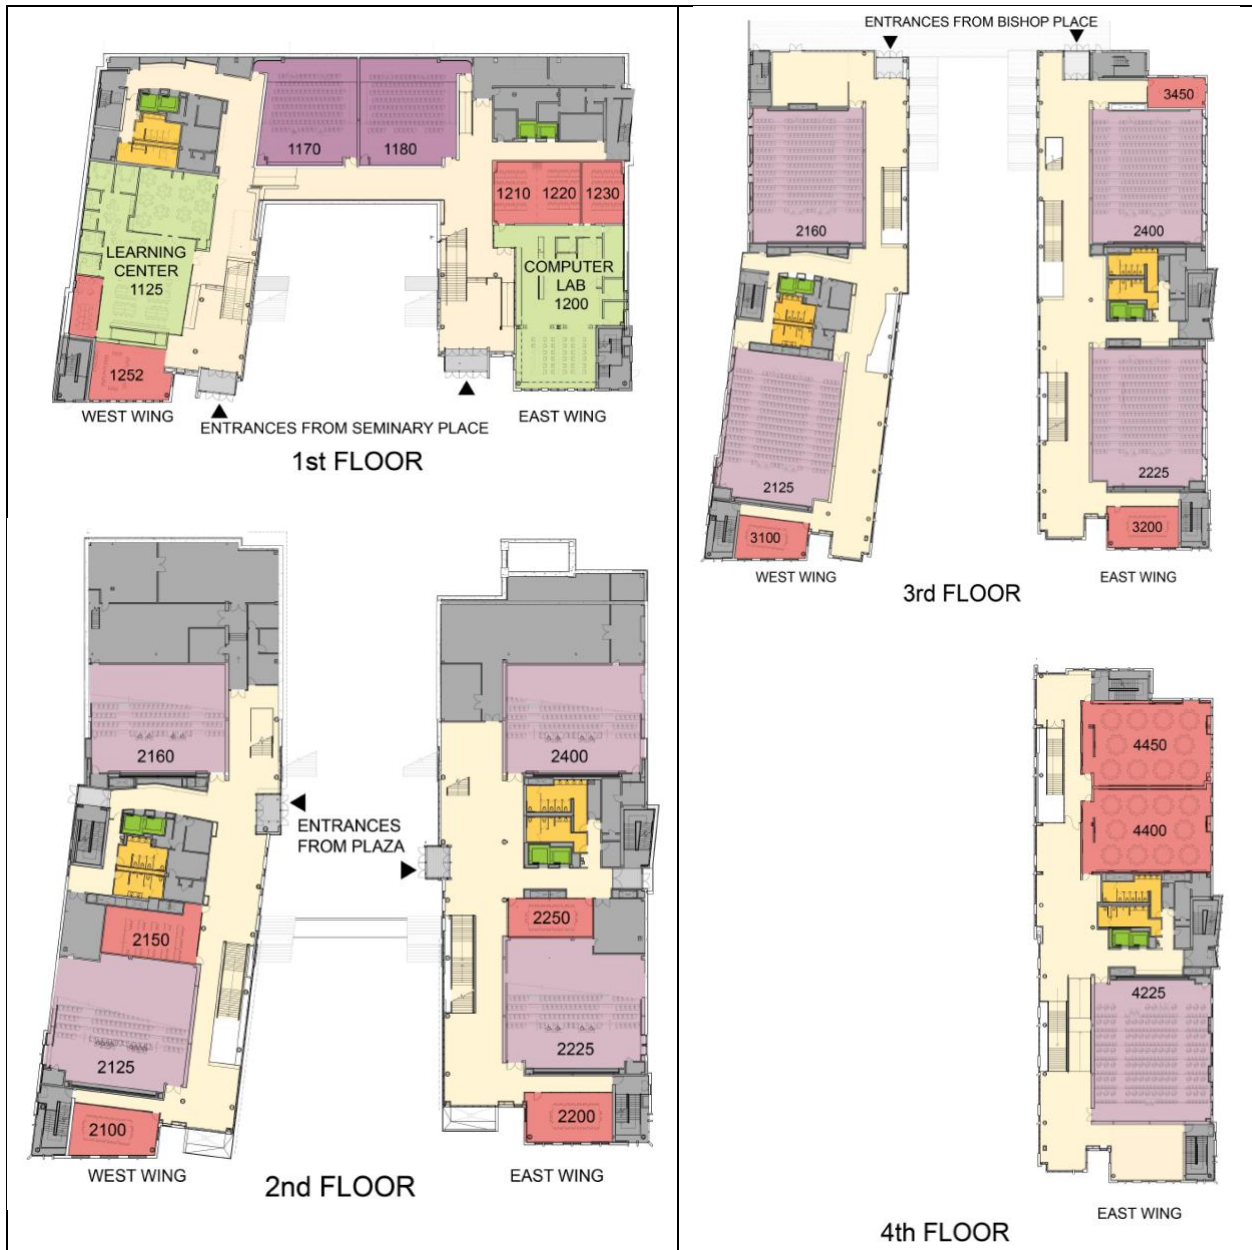 1170
1180
1210
1220
1230
LEARNING
CENTER
1125
COMPUTER
LAB
1200
1252
WEST WING
EAST WING
ENTRANCES FROM SEMINARY PLACE
1st FLOOR
2160
2400
ENTRANCES
FROM PLAZA
2150
2250
2125
2225
2100
2200
WEST WING
EAST WING
2nd FLOOR
ENTRANCES FROM BISHOP PLACE
3450
2160
2400
2125
2225
3100
3200
WEST WING
EAST WING
3rd FLOOR
4450
4400
4225
EAST WING
4th FLOOR